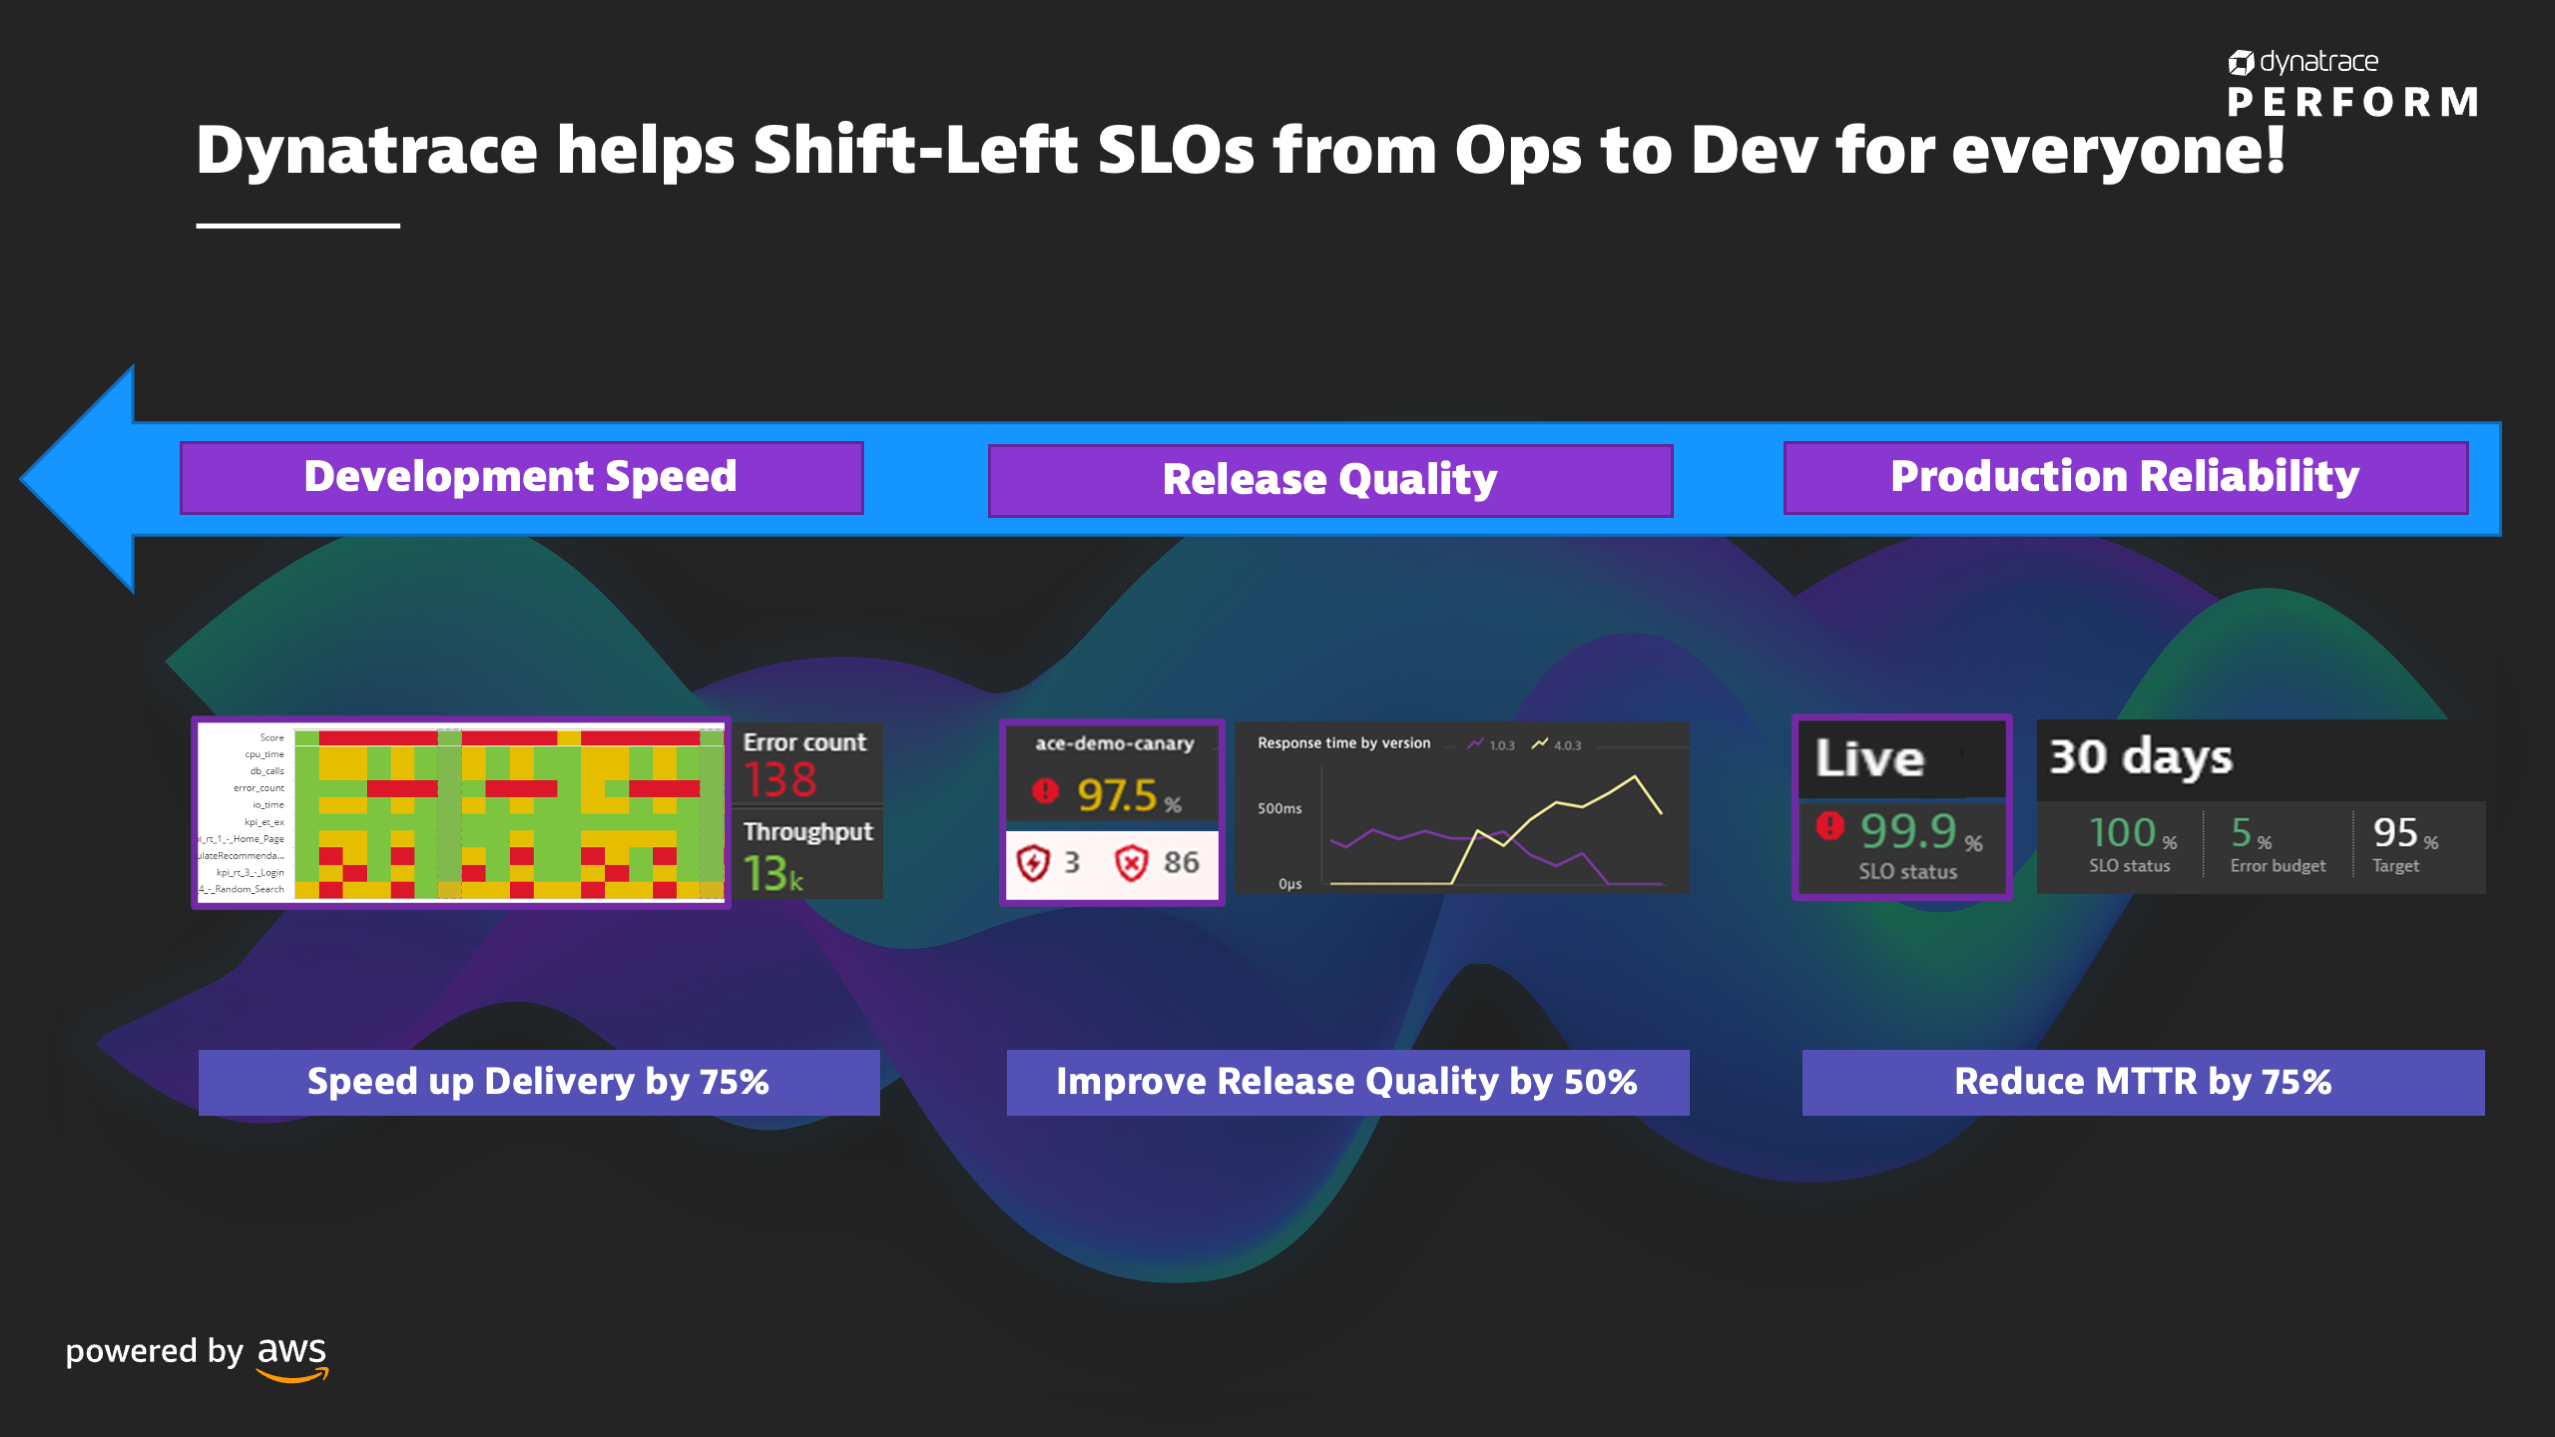 dynatrace
PERFORM
Dynatrace helps Shift-Left SLOs from Ops to Dev for everyone!
Development Speed
Release Quality
Production Reliability
Score
cpu_time
db_calls
error_count
io_time
kpi_et_ex
i_rt_1_-_Home_Page
ulateRecommenda...
kpi_rt_3_-_Login
4_-_Random_Search
Error count
138
Throughput
13k
ace-demo-canary
97.5 %
3 86
Response time by version 1.0.3 4.0.3
500ms
0µs
Live
99.9 %
SLO status
30 days
100 % 5 % 95 %
SLO status Error budget Target
Speed up Delivery by 75%
Improve Release Quality by 50%
Reduce MTTR by 75%
powered by aws